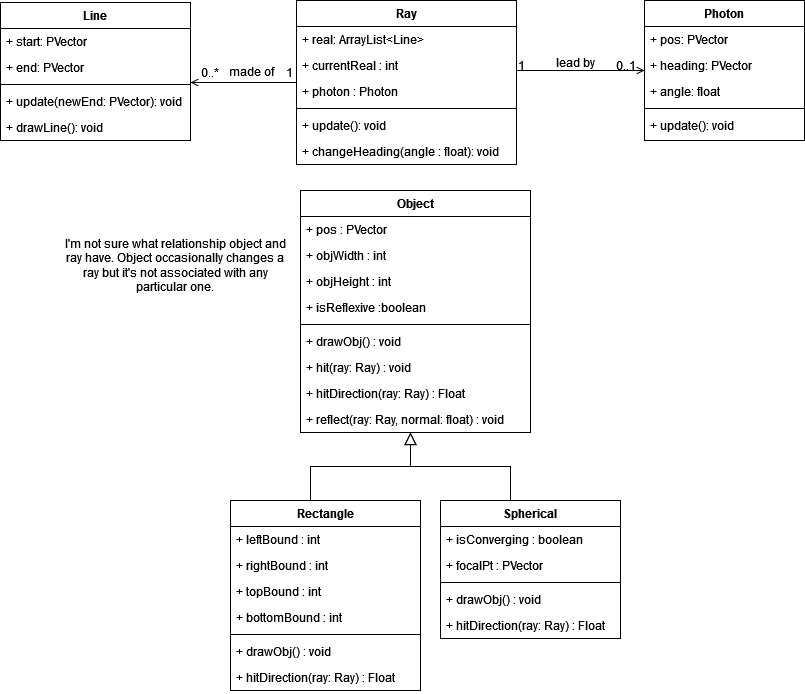 Line
+ start: PVector
+ end: PVector
+ update(newEnd: PVector): void
+ drawLine(): void
0..* made of 1
Ray
+ real: ArrayList<Line>
+ currentReal : int
+ photon : Photon
+ update(): void
+ changeHeading(angle : float): void
1 lead by 0..1
Photon
+ pos: PVector
+ heading: PVector
+ angle: float
+ update(): void
I'm not sure what relationship object and
ray have. Object occasionally changes a
ray but it's not associated with any
particular one.
Object
+ pos : PVector
+ objWidth : int
+ objHeight : int
+ isReflexive :boolean
+ drawObj() : void
+ hit(ray: Ray) : void
+ hitDirection(ray: Ray) : Float
+ reflect(ray: Ray, normal: float) : void
Rectangle
+ leftBound : int
+ rightBound : int
+ topBound : int
+ bottomBound : int
+ drawObj() : void
+ hitDirection(ray: Ray) : Float
Spherical
+ isConverging : boolean
+ focalPt : PVector
+ drawObj() : void
+ hitDirection(ray: Ray) : Float